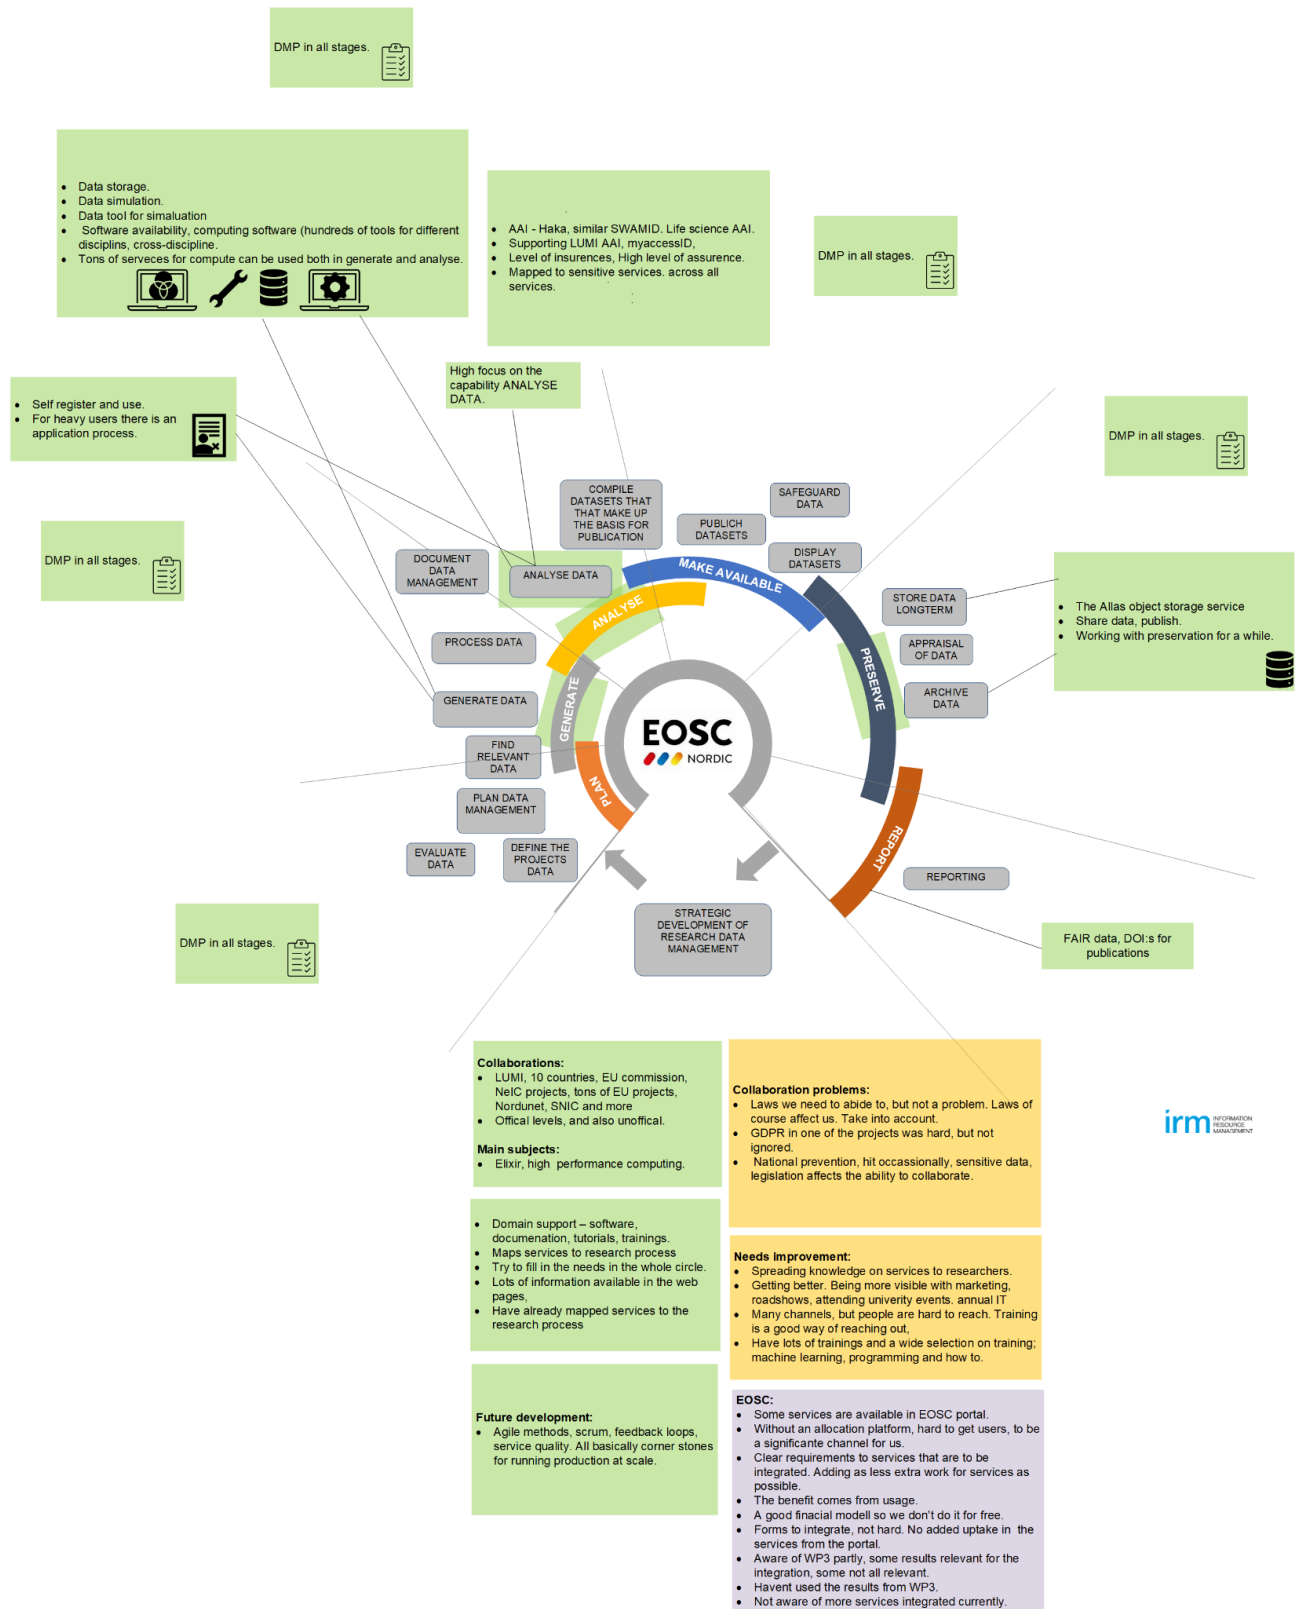 DMP in all stages.
• Data storage.
• Data simulation.
• Data tool for simaluation
• Software availability, computing software (hundreds of tools for different
disciplins, cross-discipline.
• Tons of serveces for compute can be used both in generate and analyse.
• AAI - Haka, similar SWAMID. Life science AAI.
• Supporting LUMI AAI, myaccessID,
• Level of insurences, High level of assurence.
• Mapped to sensitive services. across all
services.
DMP in all stages.
High focus on the
capability ANALYSE
DATA.
• Self register and use.
• For heavy users there is an
application process.
DMP in all stages.
DMP in all stages.
COMPILE
DATASETS THAT
THAT MAKE UP
THE BASIS FOR
PUBLICATION
PUBLICH
DATASETS
SAFEGUARD
DATA
DISPLAY
DATASETS
DOCUMENT
DATA
MANAGEMENT
ANALYSE DATA
MAKE AVAILABLE
ANALYSE
STORE DATA
LONGTERM
• The Allas object storage service
• Share data, publish.
• Working with preservation for a while.
PROCESS DATA
APPRAISAL
OF DATA
PRESERVE
GENERATE DATA
GENERATE
ARCHIVE
DATA
EOSC
NORDIC
FIND
RELEVANT
DATA
PLAN
PLAN DATA
MANAGEMENT
EVALUATE
DATA
DEFINE THE
PROJECTS
DATA
REPORT
REPORTING
STRATEGIC
DEVELOPMENT OF
RESEARCH DATA
MANAGEMENT
DMP in all stages.
FAIR data, DOI:s for
publications
Collaborations:
• LUMI, 10 countries, EU commission,
NeIC projects, tons of EU projects,
Nordunet, SNIC and more
• Offical levels, and also unoffical.
Main subjects:
• Elixir, high performance computing.
Collaboration problems:
• Laws we need to abide to, but not a problem. Laws of
course affect us. Take into account.
• GDPR in one of the projects was hard, but not
ignored.
• National prevention, hit occassionally, sensitive data,
legislation affects the ability to collaborate.
irm INFORMATION
RESOURCE
MANAGEMENT
• Domain support – software,
documenation, tutorials, trainings.
• Maps services to research process
• Try to fill in the needs in the whole circle.
• Lots of information available in the web
pages,
• Have already mapped services to the
research process
Needs improvement:
• Spreading knowledge on services to researchers.
• Getting better. Being more visible with marketing,
roadshows, attending univerity events. annual IT
• Many channels, but people are hard to reach. Training
is a good way of reaching out,
• Have lots of trainings and a wide selection on training;
machine learning, programming and how to.
Future development:
• Agile methods, scrum, feedback loops,
service quality. All basically corner stones
for running production at scale.
EOSC:
• Some services are available in EOSC portal.
• Without an allocation platform, hard to get users, to be
a significante channel for us.
• Clear requirements to services that are to be
integrated. Adding as less extra work for services as
possible.
• The benefit comes from usage.
• A good finacial modell so we don't do it for free.
• Forms to integrate, not hard. No added uptake in the
services from the portal.
• Aware of WP3 partly, some results relevant for the
integration, some not all relevant.
• Havent used the results from WP3.
• Not aware of more services integrated currently.